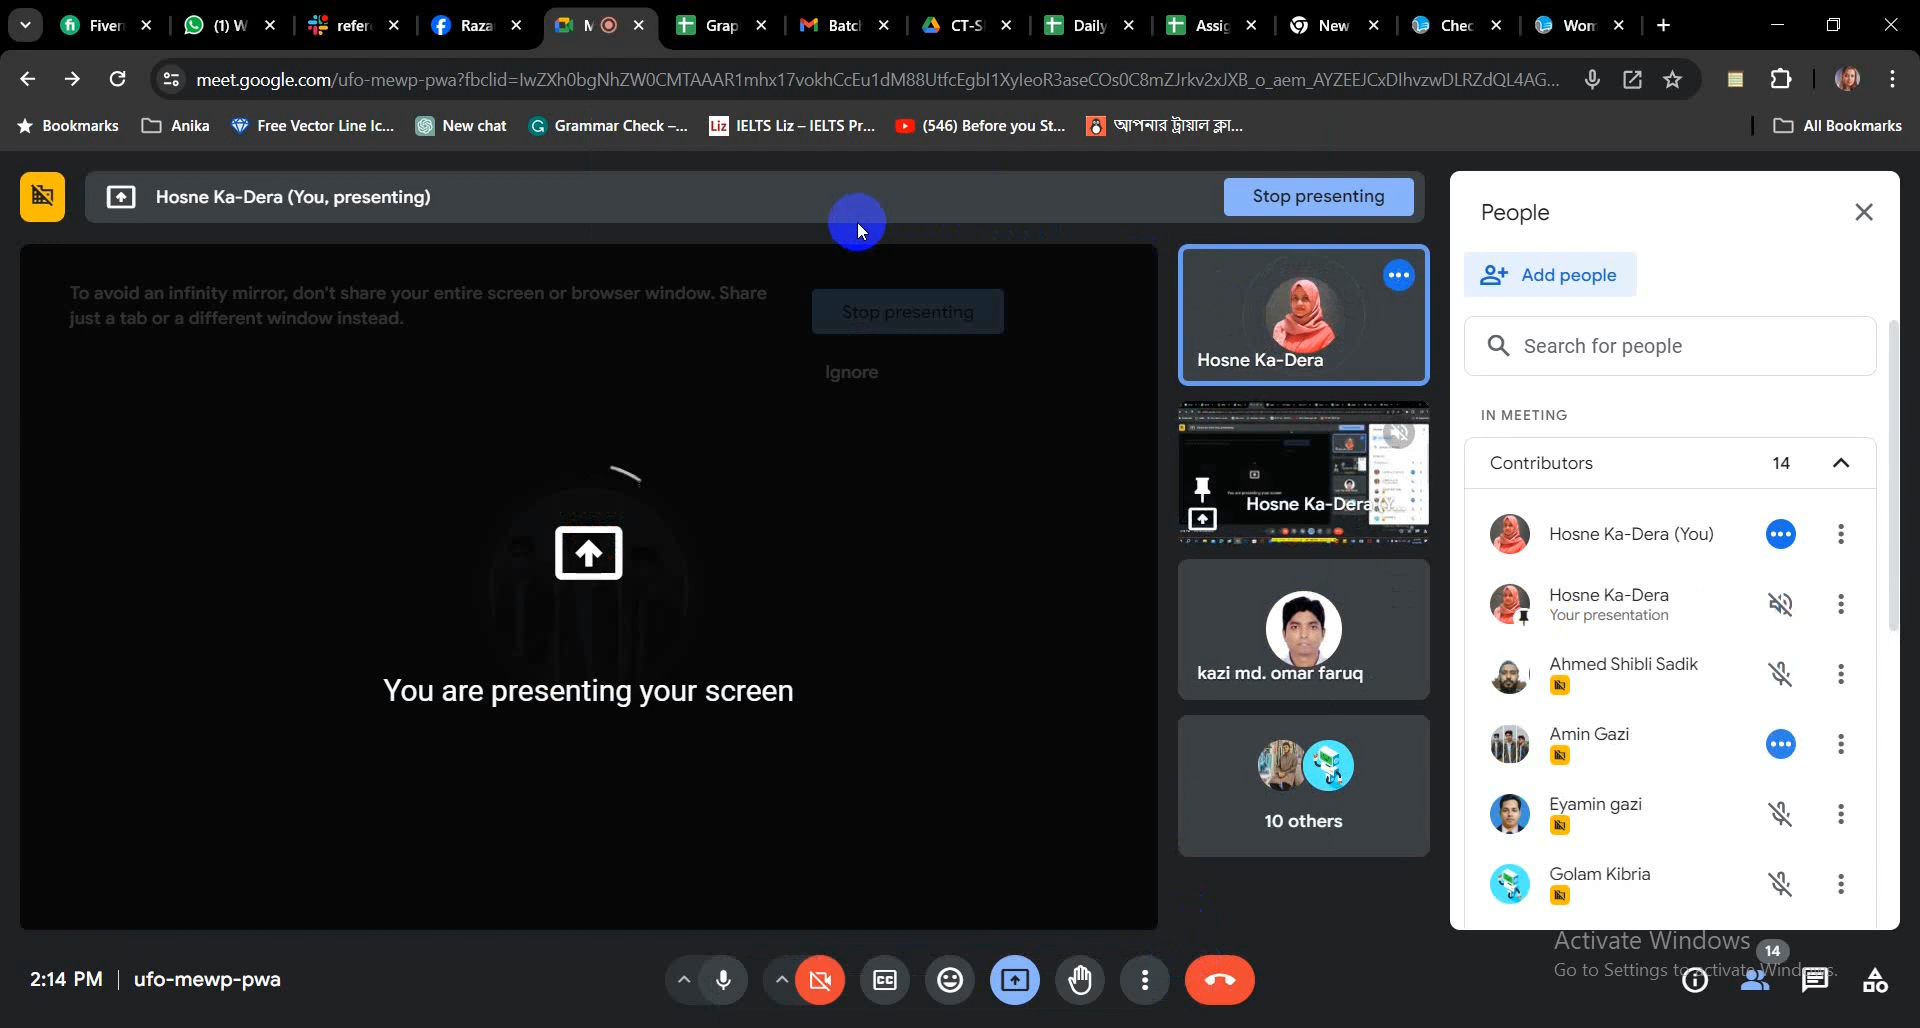 Fiver
(1) W
refer
Raza
M
Grap
Batc
CT-S
Daily
Assig
New
Chec
Wom
meet.google.com/ufo-mewp-pwa?fbclid=
Bookmarks
Anika
Free Vector Line Ic...
New chat
Grammar Check –...
Liz IELTS Liz – IELTS Pr...
(546) Before you St...
আপনার ট্রায়াল ক্লা...
All Bookmarks
Hosne Ka-Dera (You, presenting)
Stop presenting
To avoid an infinity mirror, don't share your entire screen or browser window. Share
just a tab or a different window instead.
Stop presenting
Ignore
You are presenting your screen
Hosne Ka-Dera
Hosne Ka-Dera
kazi md. omar faruq
10 others
People
Add people
Search for people
IN MEETING
Contributors 14
Hosne Ka-Dera (You)
Hosne Ka-Dera
Your presentation
Ahmed Shibli Sadik
Amin Gazi
Eyamin gazi
Golam Kibria
Activate Windows
Go to Settings to activate Windows.
14
2:14 PM | ufo-mewp-pwa
CC